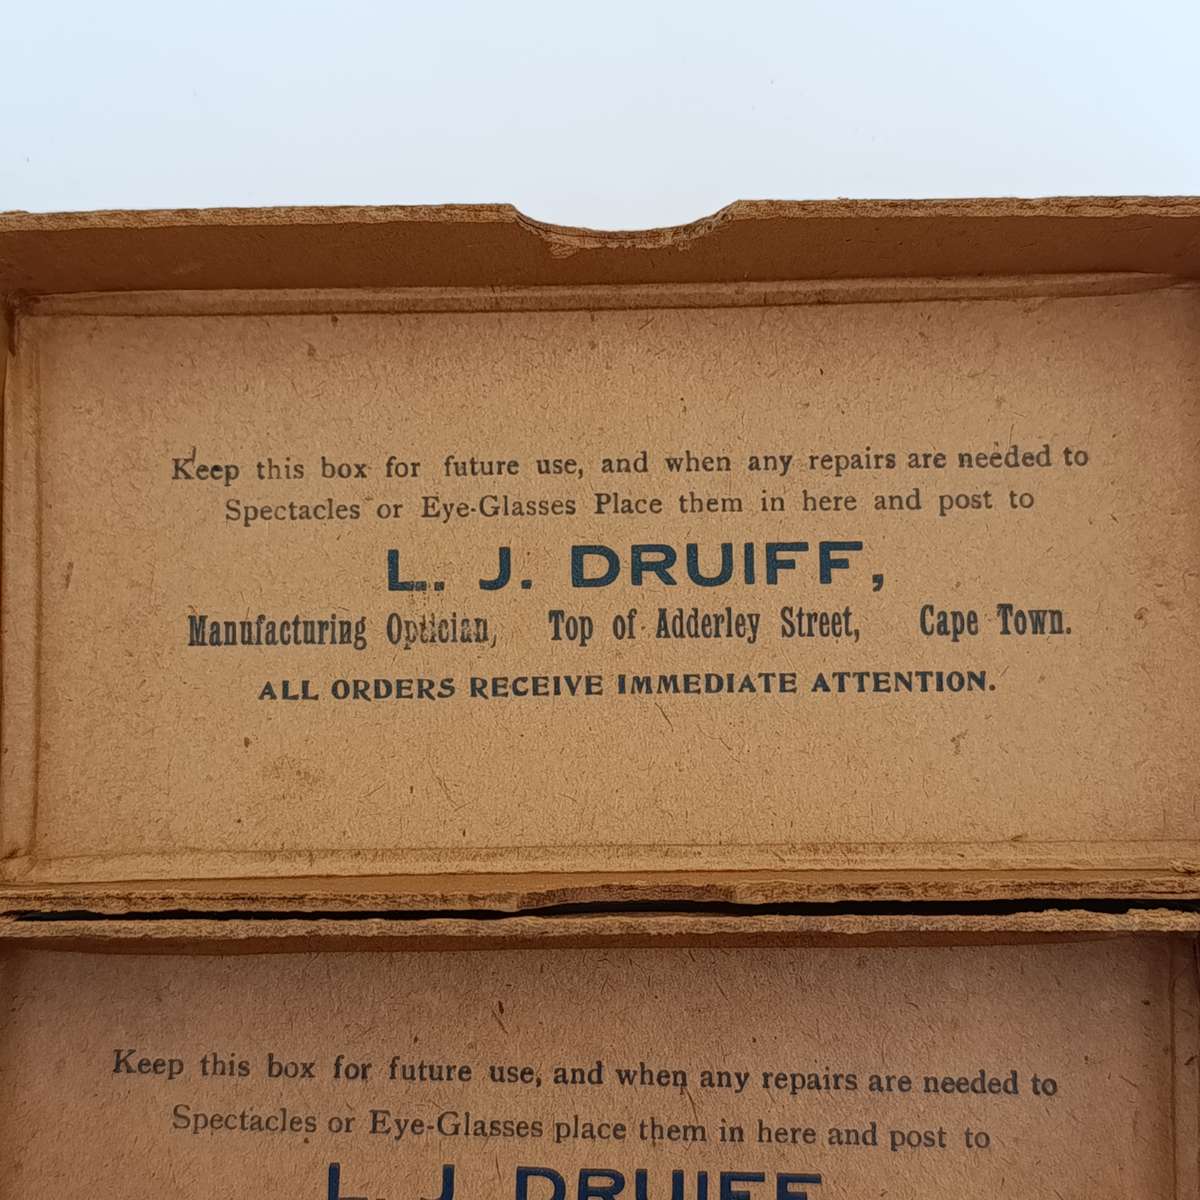 Keep this box for future use, and when any repairs are needed to
Spectacles or Eye-Glasses Place them in here and post to
L. J. DRUIFF,
Manufacturing Optician, Top of Adderley Street, Cape Town.
ALL ORDERS RECEIVE IMMEDIATE ATTENTION.
Keep this box for future use, and when any repairs are needed to
Spectacles or Eye-Glasses place them in here and post to
L. J. DRUIFF